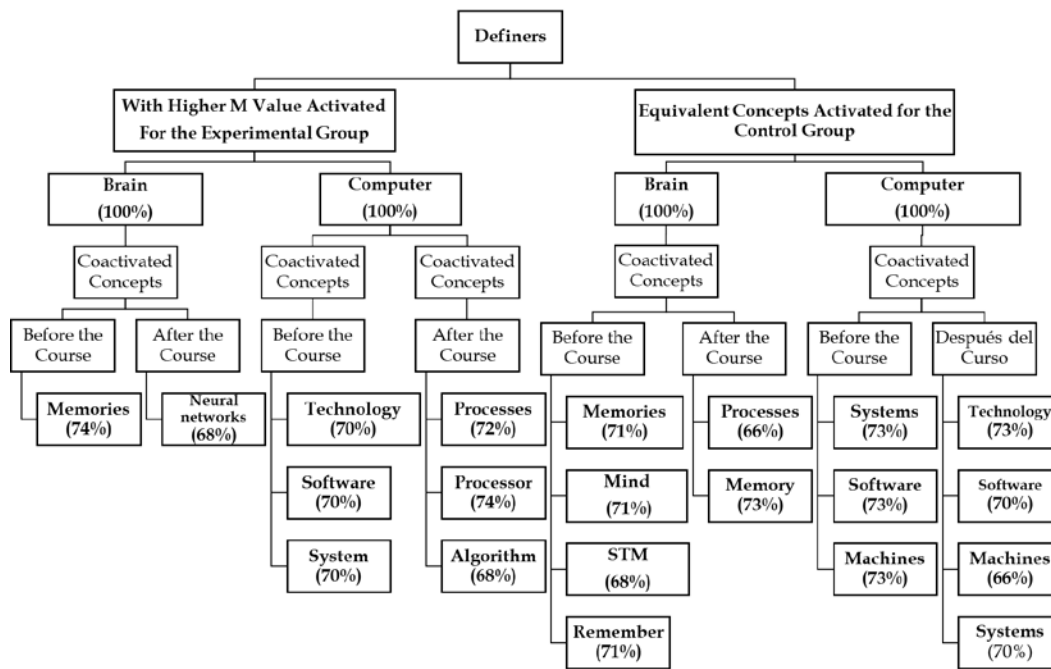 Definers
With Higher M Value Activated
For the Experimental Group
Equivalent Concepts Activated for the
Control Group
Brain
(100%)
Computer
(100%)
Brain
(100%)
Computer
(100%)
Coactivated
Concepts
Coactivated
Concepts
Coactivated
Concepts
Coactivated
Concepts
Coactivated
Concepts
Before the
Course
After the
Course
Before the
Course
After the
Course
Before the
Course
After the
Course
Before the
Course
Después del
Curso
Memories
(74%)
Neural
networks
(68%)
Technology
(70%)
Software
(70%)
System
(70%)
Processes
(72%)
Processor
(74%)
Algorithm
(68%)
Memories
(71%)
Mind
(71%)
STM
(68%)
Remember
(71%)
Processes
(66%)
Memory
(73%)
Systems
(73%)
Software
(73%)
Machines
(73%)
Technology
(73%)
Software
(70%)
Machines
(66%)
Systems
(70%)